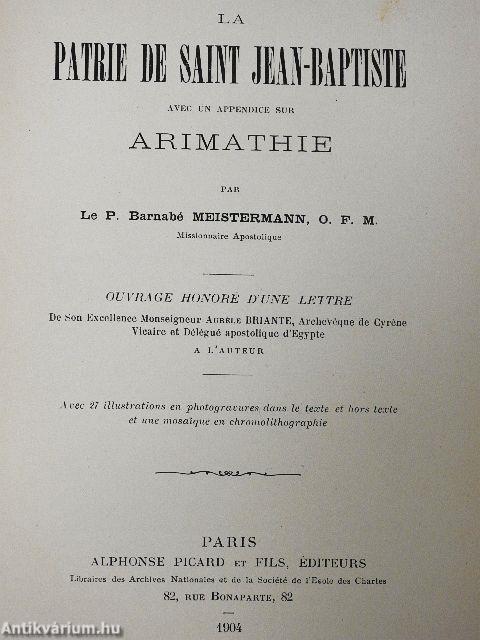 LA
PATRIE DE SAINT JEAN-BAPTISTE
AVEC UN APPENDICE SUR
ARIMATHIE
PAR
Le P. Barnabé MEISTERMANN, O. F. M.
Missionnaire Apostolique
OUVRAGE HONORÉ D'UNE LETTRE
De Son Excellence Monseigneur AURÈLE BRIANTE, Archevêque de Cyrène
Vicaire et Délégué apostolique d'Egypte
A L'AUTEUR
Avec 27 illustrations en photogravures dans le texte et hors texte
et une mosaïque en chromolithographie
PARIS
ALPHONSE PICARD ET FILS, ÉDITEURS
Libraires des Archives Nationales et de la Société de l'Ecole des Chartes
82, RUE BONAPARTE, 82
—
1904
Antikvárium.hu